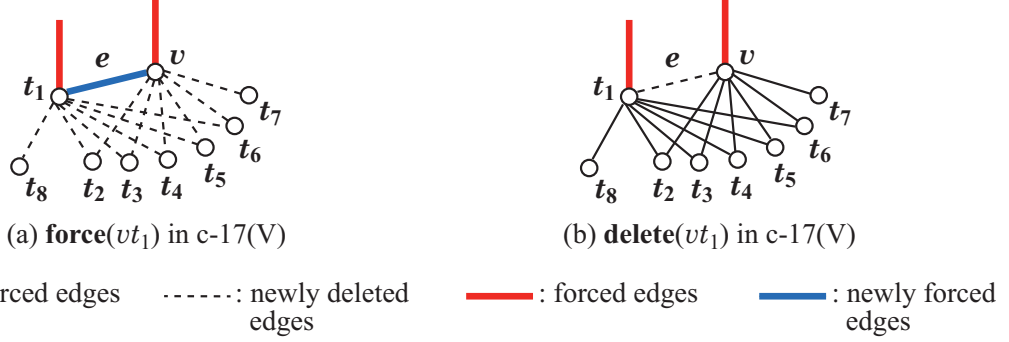 e v
t1
t7
t6
t5
t8 t2 t3 t4
(a) force(vt1) in c-17(V)
e v
t1
t7
t6
t5
t8 t2 t3 t4
(b) delete(vt1) in c-17(V)
edges : newly deleted : forced edges : newly forced
edges edges